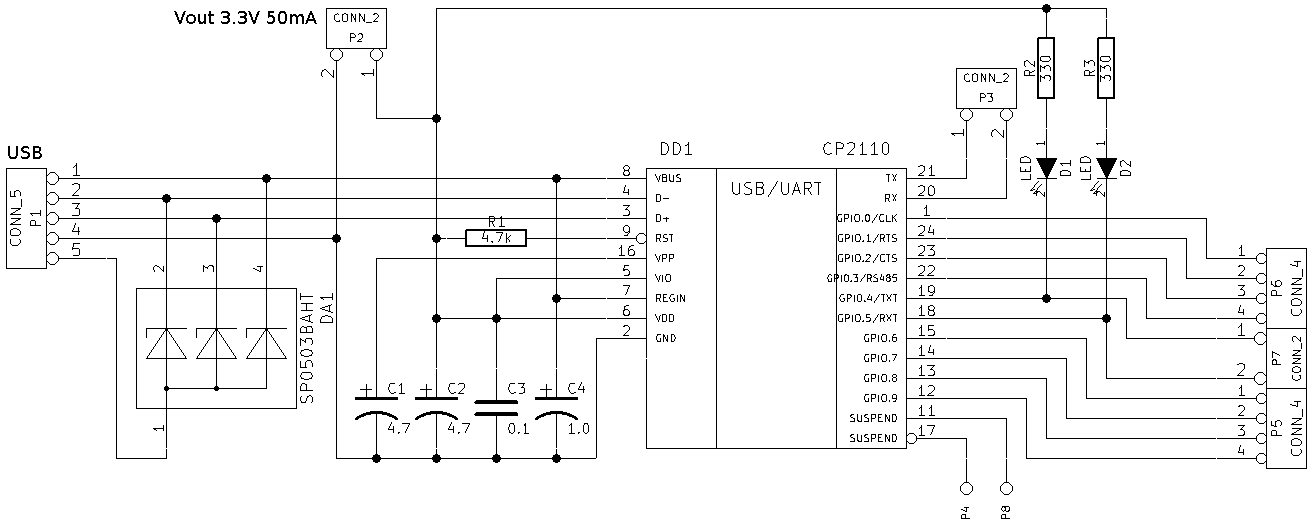 Vout 3.3V 50mA
CONN_2
P2
2
1
R2
330
R3
330
CONN_2
P3
1
2
USB
CONN_5
P1
1
2
3
4
5
DD1
CP2110
USB/UART
8
VBUS
4
D-
3
D+
9
RST
16
VPP
5
VIO
7
REGIN
6
VDD
2
GND
R1
4.7k
TX
21
RX
20
GPIO.0/CLK
1
GPIO.1/RTS
24
GPIO.2/CTS
23
GPIO.3/RS485
22
GPIO.4/TXT
19
GPIO.5/RXT
18
GPIO.6
15
GPIO.7
14
GPIO.8
13
GPIO.9
12
SUSPEND
11
SUSPEND
17
1
LED
D1
2
1
LED
D2
2
2
3
4
SP0503BAHT
DA1
1
C1
4.7
C2
4.7
C3
0.1
C4
1.0
1
2
3
4
P6
CONN_4
1
2
P7
CONN_2
1
2
3
4
P5
CONN_4
P4
P8